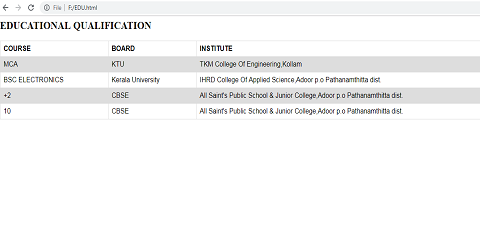 File | F:/EDU.html
EDUCATIONAL QUALIFICATION
COURSE BOARD INSTITUTE
MCA KTU TKM College Of Engineering,Kollam
BSC ELECTRONICS Kerala University IHRD College Of Applied Science,Adoor p.o Pathanamthitta dist.
+2 CBSE All Saint's Public School & Junior College,Adoor p.o Pathanamthitta dist.
10 CBSE All Saint's Public School & Junior College,Adoor p.o Pathanamthitta dist.